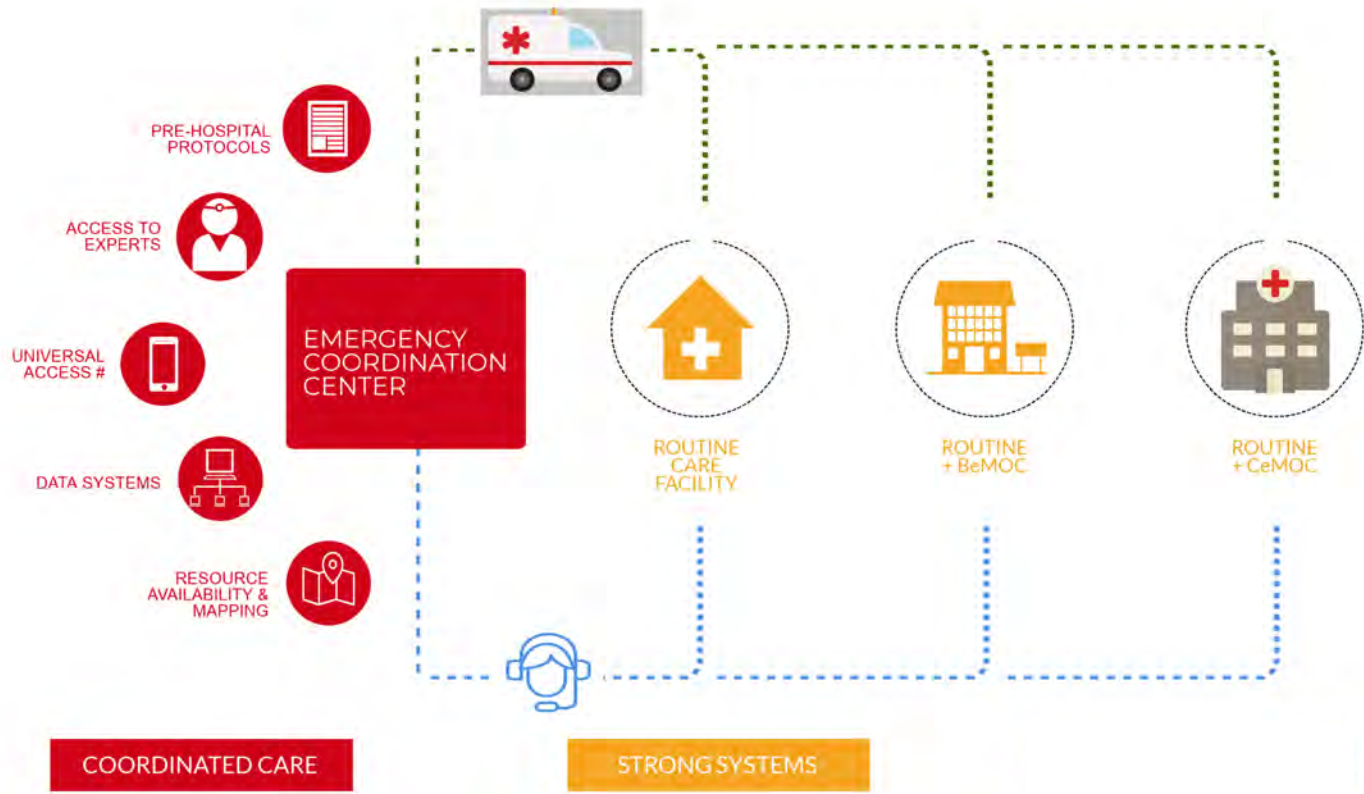 PRE-HOSPITAL
PROTOCOLS
ACCESS TO
EXPERTS
UNIVERSAL
ACCESS #
DATA SYSTEMS
RESOURCE
AVAILABILITY &
MAPPING
EMERGENCY
COORDINATION
CENTER
ROUTINE
CARE
FACILITY
ROUTINE
+ BeMOC
ROUTINE
+ CeMOC
COORDINATED CARE
STRONG SYSTEMS